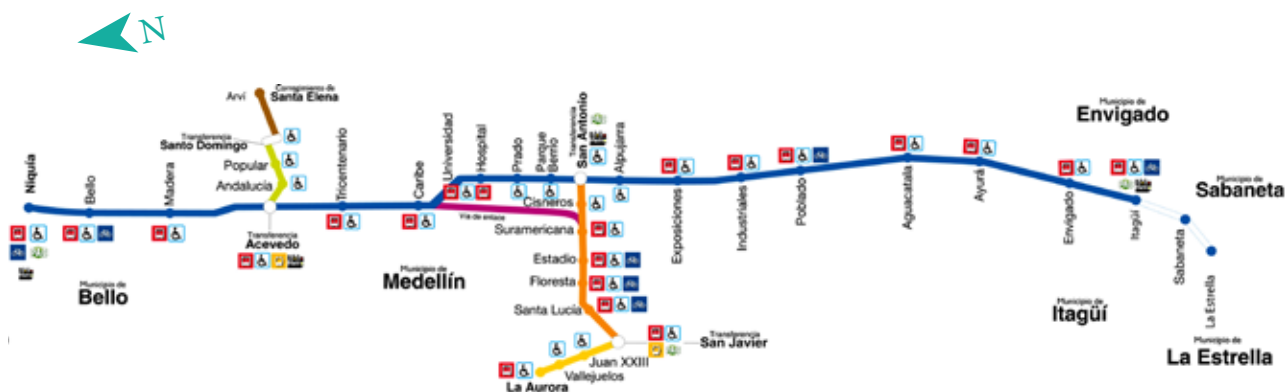 N
Corregimiento de
Santa Elena
Arví
Transferencia
Santo Domingo
Popular
Andalucía
Niquía
Bello
Madera
Transferencia
Acevedo
Tricentenario
Caribe
Universidad
Hospital
Prado
Parque
Berrio
Transferencia
San Antonio
Alpujarra
Exposiciones
Industriales
Poblado
Aguacatala
Ayurá
Envigado
Itagüí
Sabaneta
La Estrella
Vía de enlace
Cisneros
Suramericana
Estadio
Floresta
Santa Lucía
Transferencia
San Javier
Juan XXIII
Vallejuelos
La Aurora
Municipio de
Bello
Municipio de
Medellín
Municipio de
Envigado
Municipio de
Sabaneta
Municipio de
Itagüí
Municipio de
La Estrella